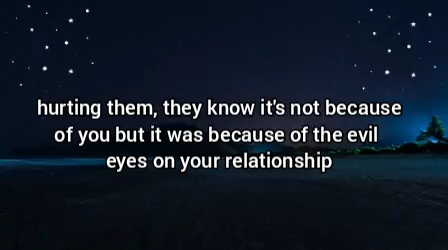 hurting them, they know it's not because
of you but it was because of the evil
eyes on your relationship